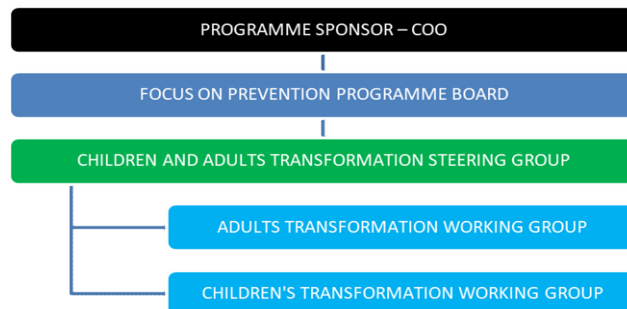 PROGRAMME SPONSOR – COO
FOCUS ON PREVENTION PROGRAMME BOARD
CHILDREN AND ADULTS TRANSFORMATION STEERING GROUP
ADULTS TRANSFORMATION WORKING GROUP
CHILDREN'S TRANSFORMATION WORKING GROUP